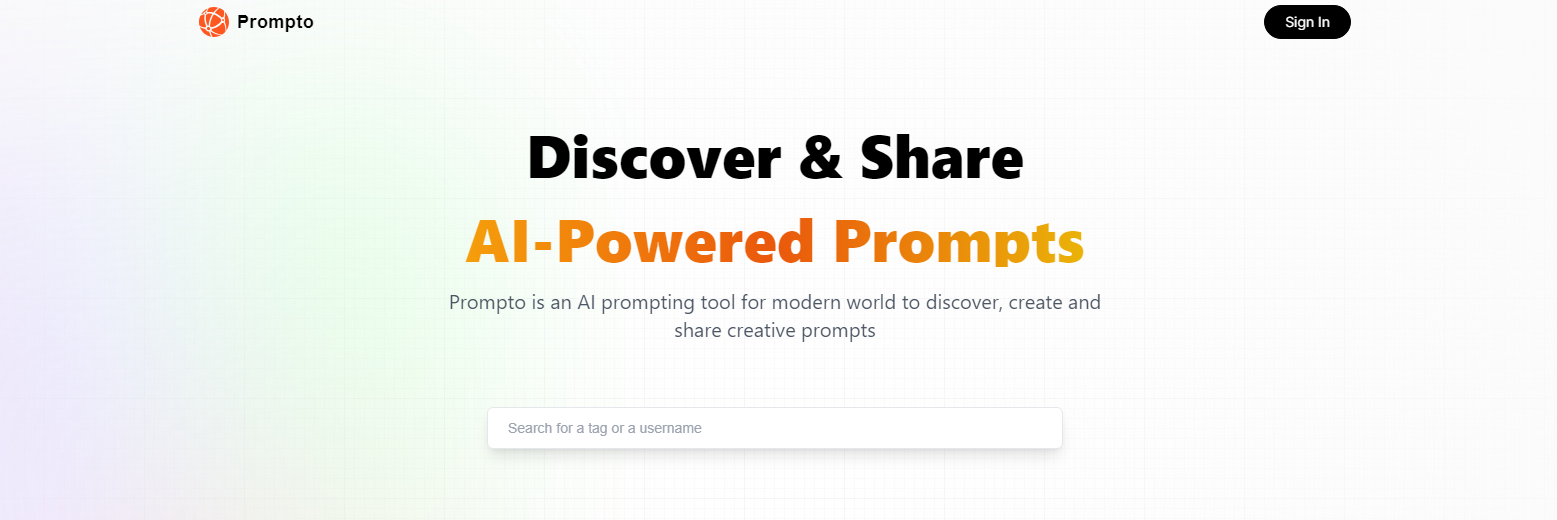 Prompto
Sign In
Discover & Share
AI-Powered Prompts
Prompto is an AI prompting tool for modern world to discover, create and
share creative prompts
Search for a tag or a username